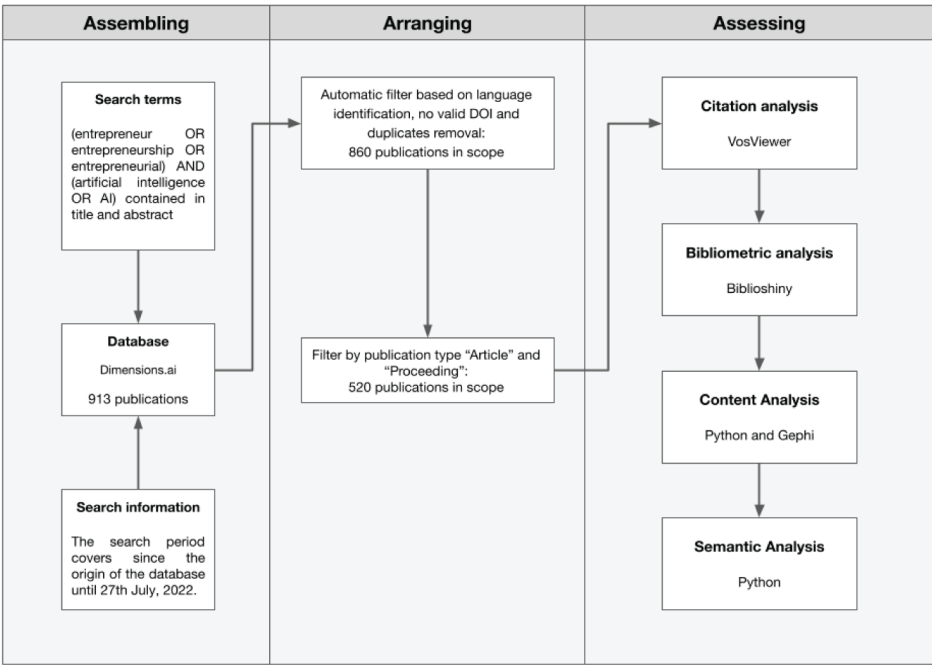 Assembling
Arranging
Assessing
Search terms
(entrepreneur OR
entrepreneurship OR
entrepreneurial) AND
(artificial intelligence
OR AI) contained in
title and abstract
Database
Dimensions.ai
913 publications
Search information
The search period
covers since the
origin of the database
until 27th July, 2022.
Automatic filter based on language
identification, no valid DOI and
duplicates removal:
860 publications in scope
Filter by publication type “Article” and
“Proceeding”:
520 publications in scope
Citation analysis
VosViewer
Bibliometric analysis
Biblioshiny
Content Analysis
Python and Gephi
Semantic Analysis
Python